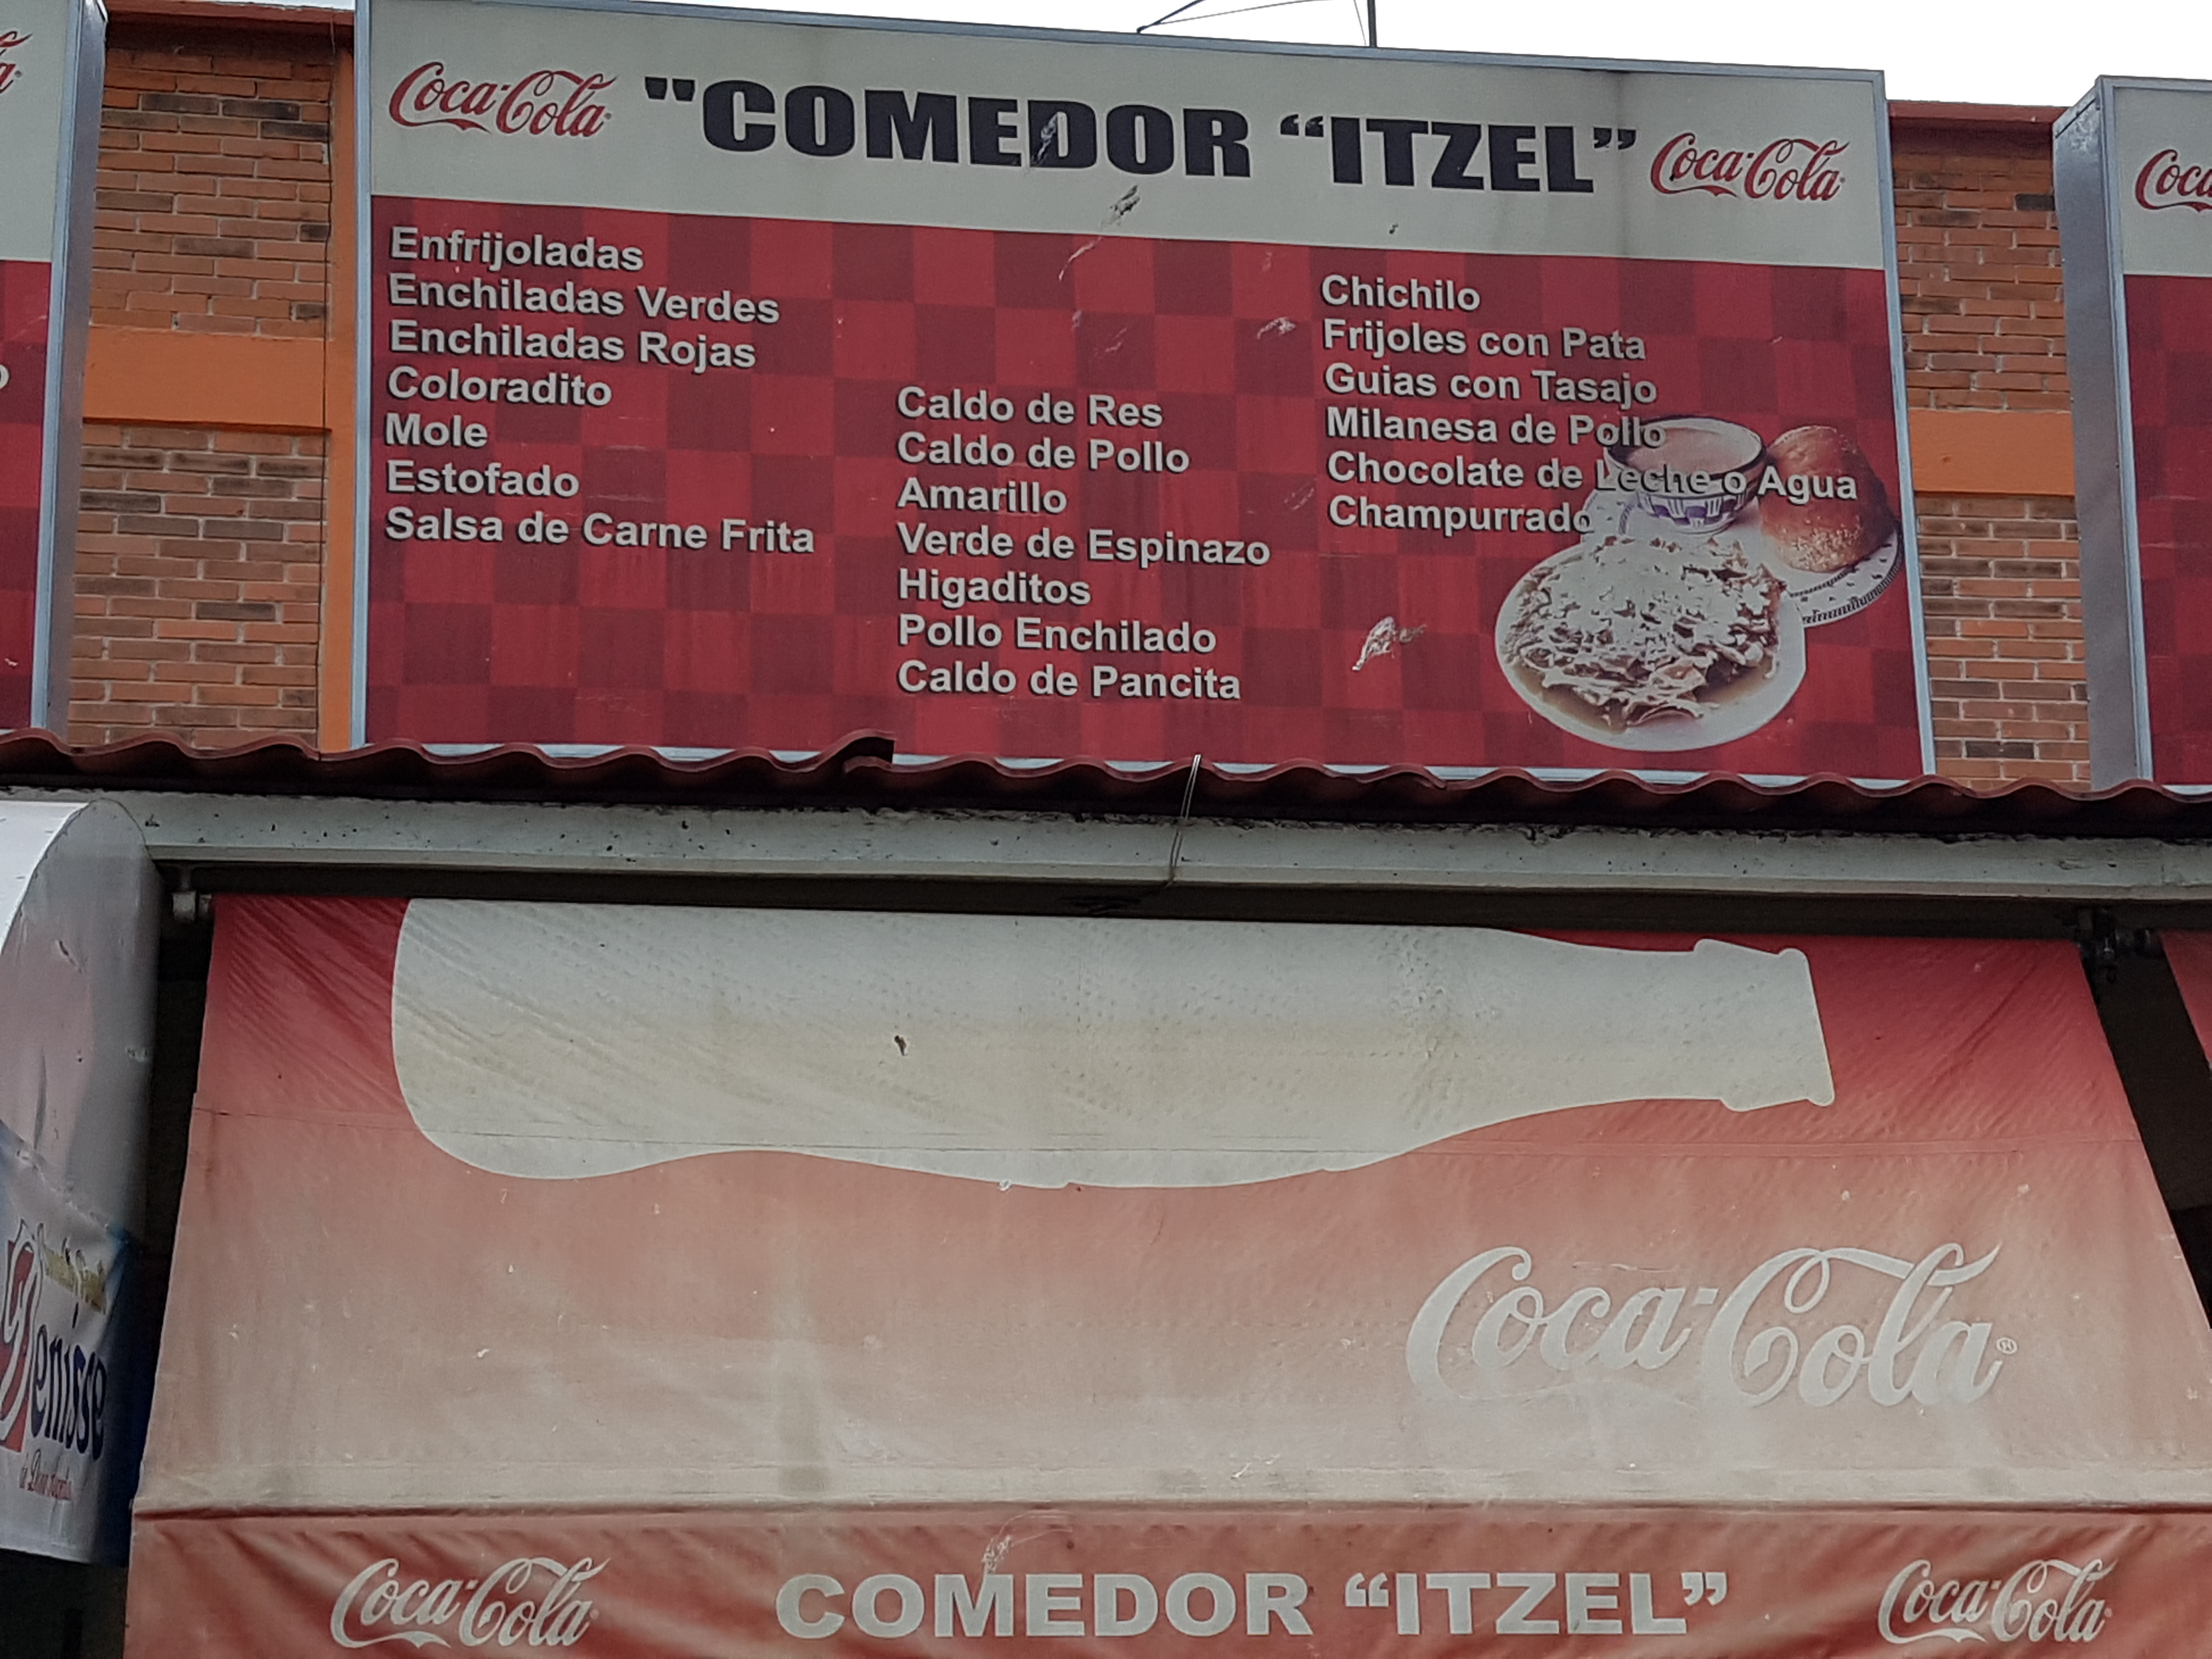 Coca-Cola "COMEDOR “ITZEL” Coca-Cola
Enfrijoladas
Enchiladas Verdes
Enchiladas Rojas
Coloradito
Mole
Estofado
Salsa de Carne Frita
Caldo de Res
Caldo de Pollo
Amarillo
Verde de Espinazo
Higaditos
Pollo Enchilado
Caldo de Pancita
Chichilo
Frijoles con Pata
Guias con Tasajo
Milanesa de Pollo
Chocolate de Leche o Agua
Champurrado
Coca-Cola
Denisse
Coca-Cola COMEDOR “ITZEL” Coca-Cola